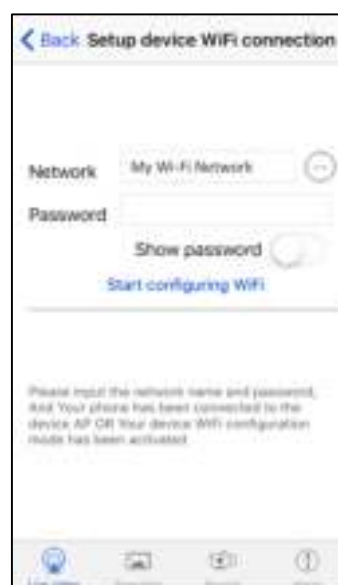 Back Setup device WiFi connection
Network My Wi-Fi Network
Password
Show password
Start configuring WiFi
Please input the network name and password,
And Your phone has been connected to the
device AP OR Your device WiFi configuration
mode has been activated